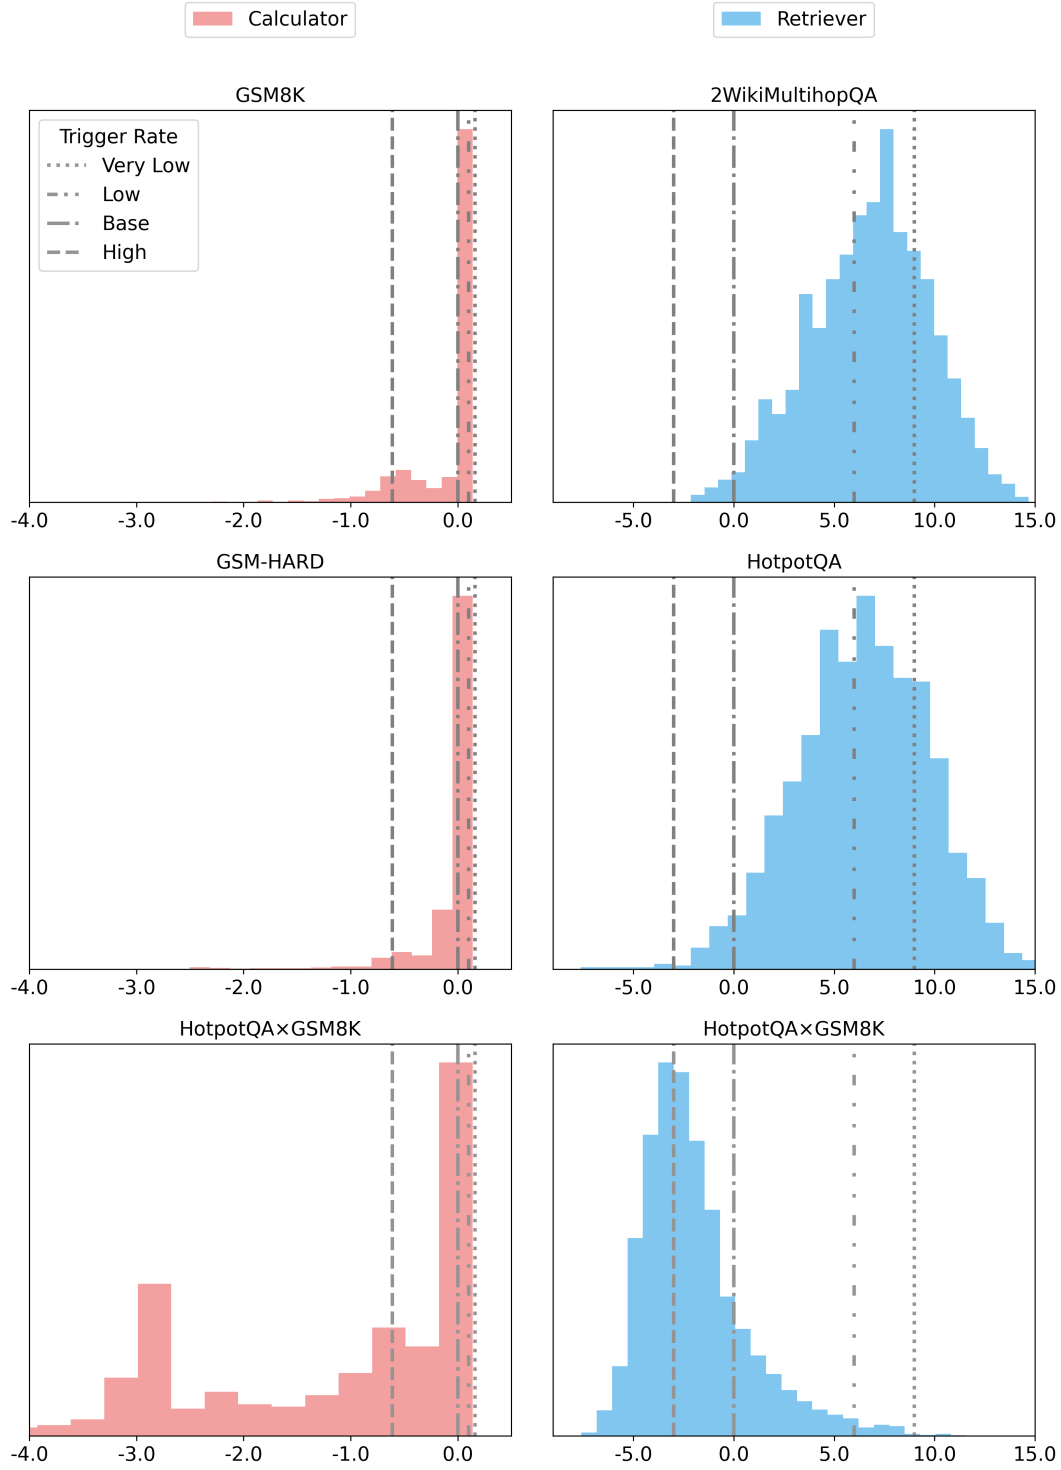 Calculator
Retriever
GSM8K
2WikiMultihopQA
Trigger Rate
Very Low
Low
Base
High
-4.0 -3.0 -2.0 -1.0 0.0
-5.0 0.0 5.0 10.0 15.0
GSM-HARD
HotpotQA
-4.0 -3.0 -2.0 -1.0 0.0
-5.0 0.0 5.0 10.0 15.0
HotpotQA×GSM8K
HotpotQA×GSM8K
-4.0 -3.0 -2.0 -1.0 0.0
-5.0 0.0 5.0 10.0 15.0